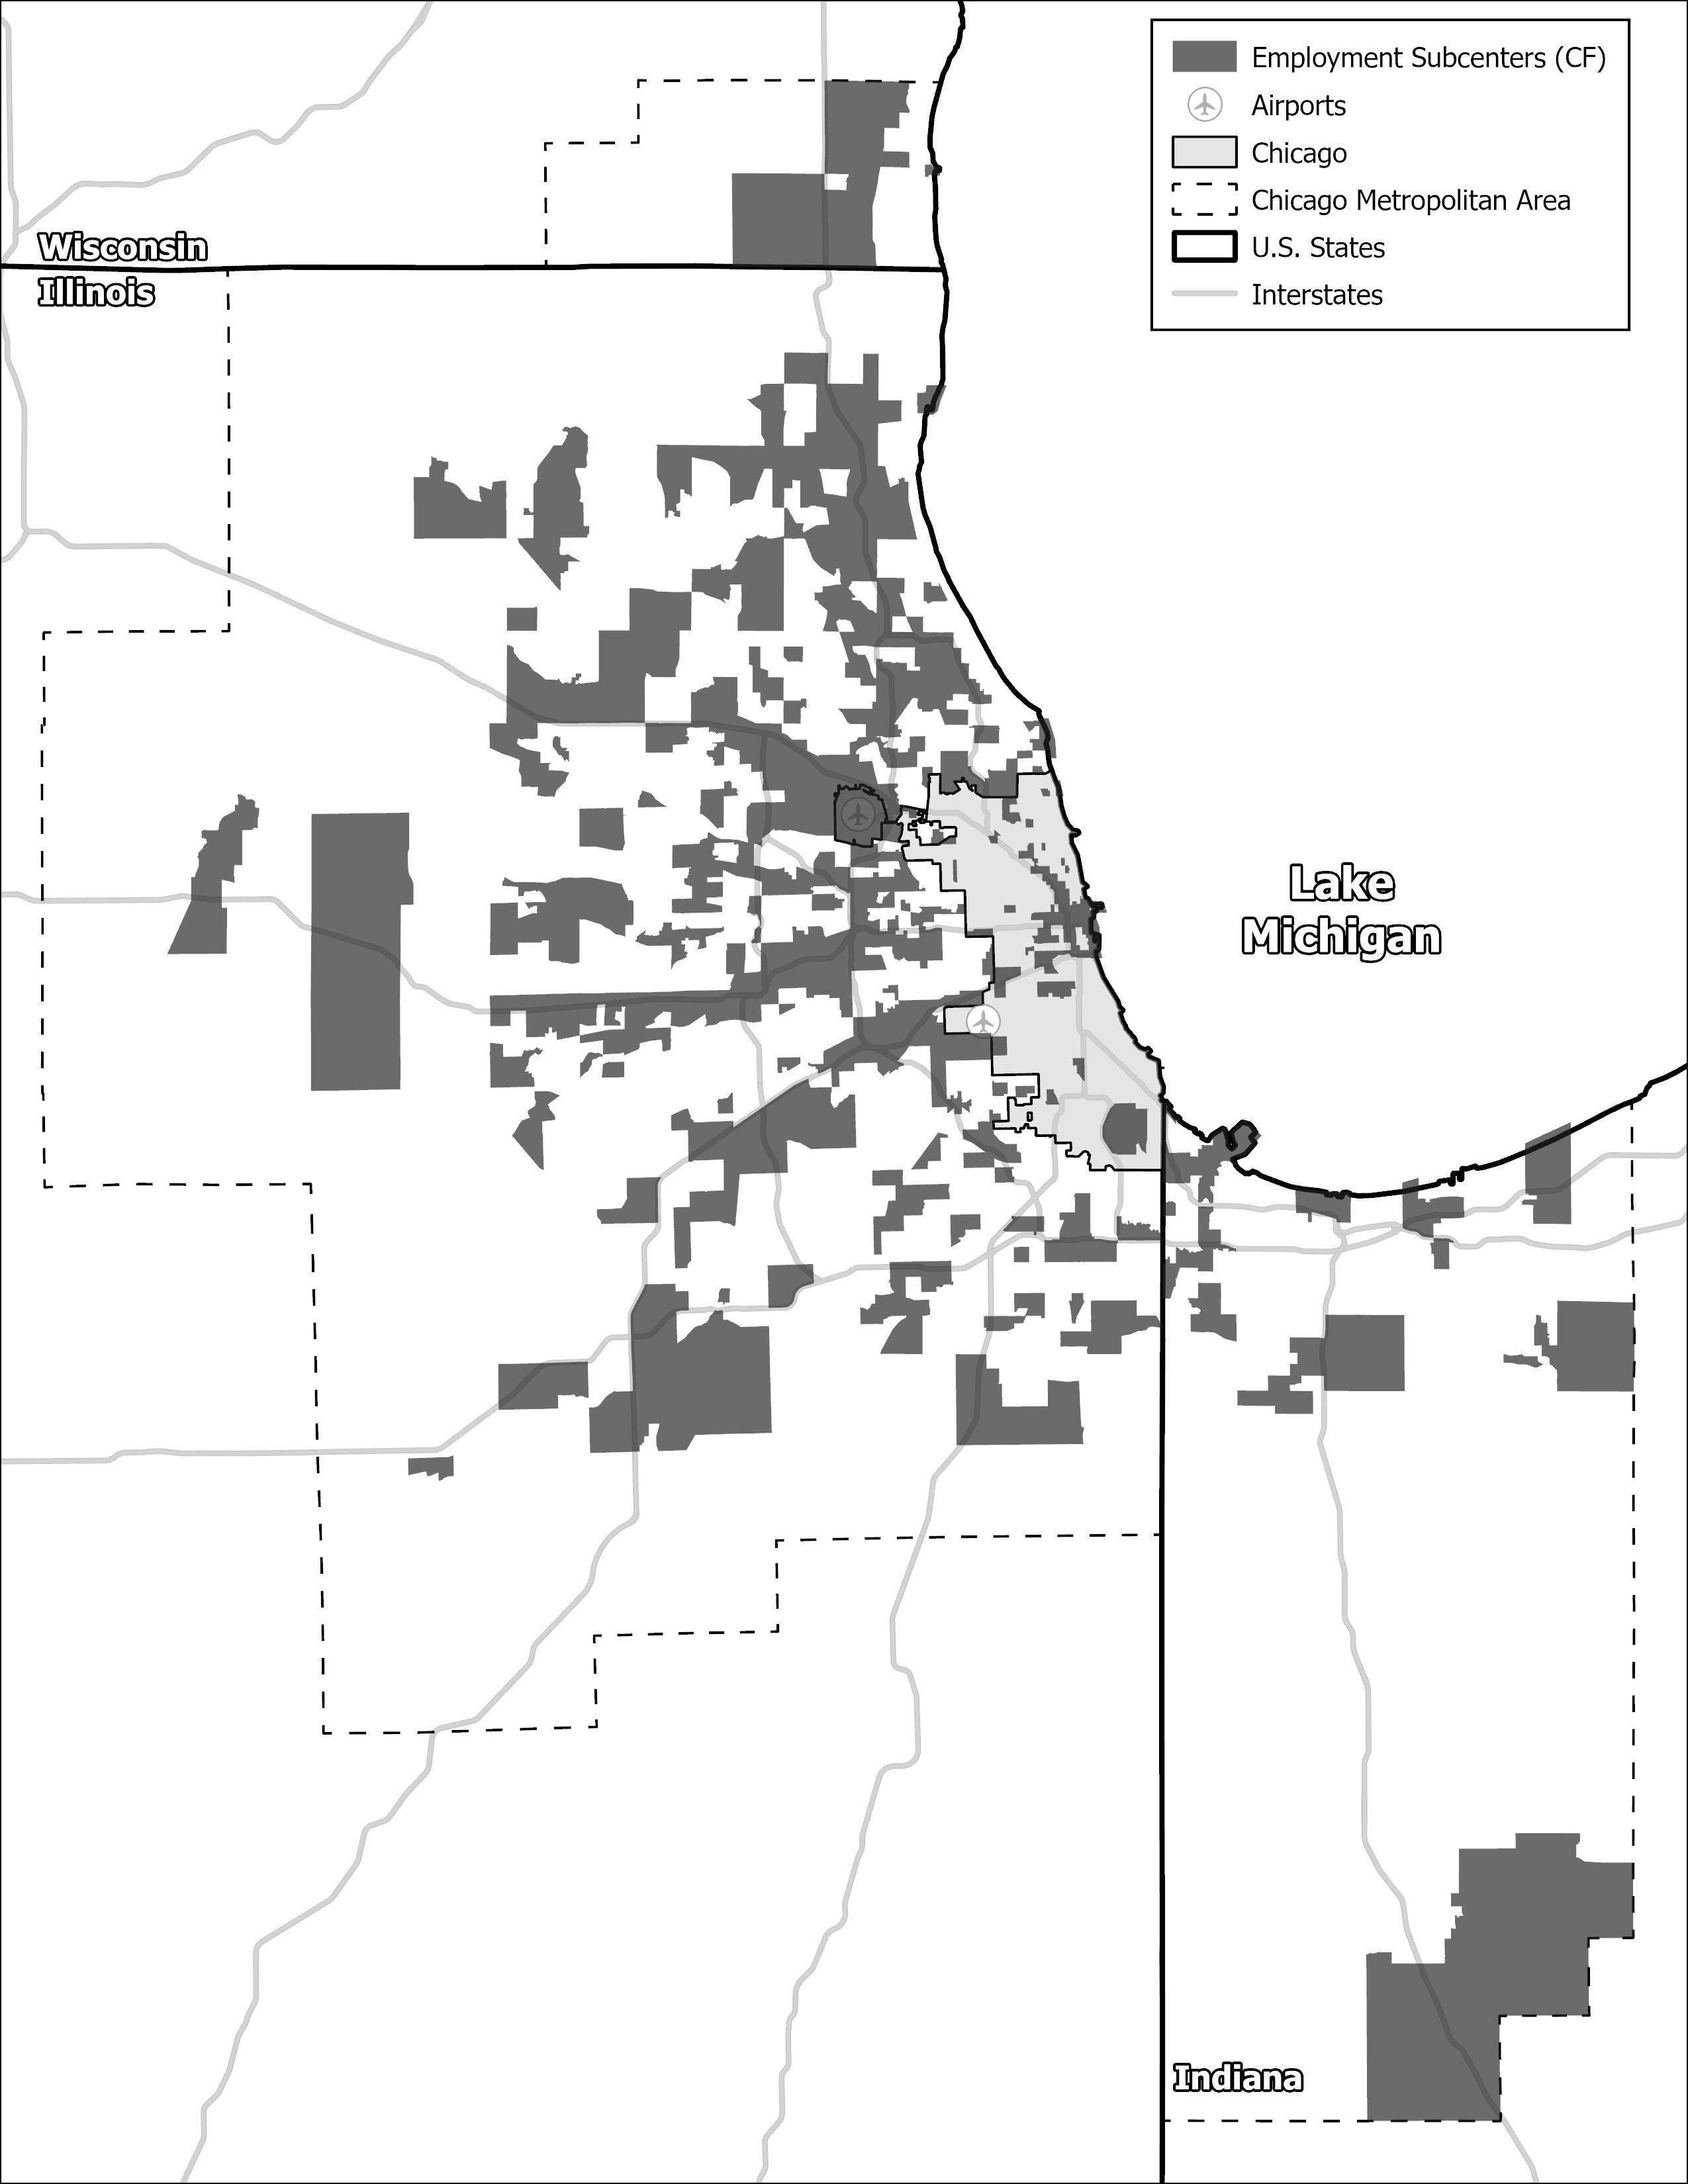 Employment Subcenters (CF)
Airports
Chicago
Chicago Metropolitan Area
U.S. States
Interstates
Wisconsin
Illinois
Lake
Michigan
Indiana